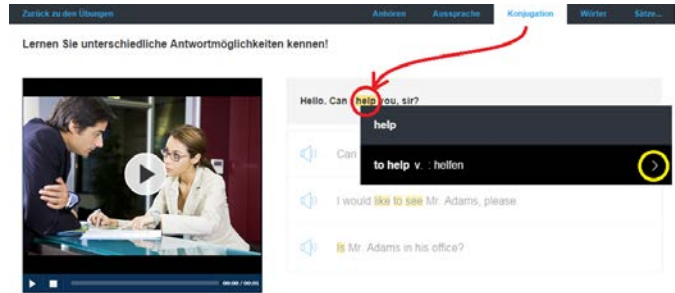 Zurück zu den Übungen Anhören Aussprache Konjugation Wörter Sätze...
Lernen Sie unterschiedliche Antwortmöglichkeiten kennen!
Hello. Can I help you, sir?
help
Can
to help v. : helfen
I would like to see Mr. Adams, please.
Is Mr. Adams in his office?
00:00 / 00:01